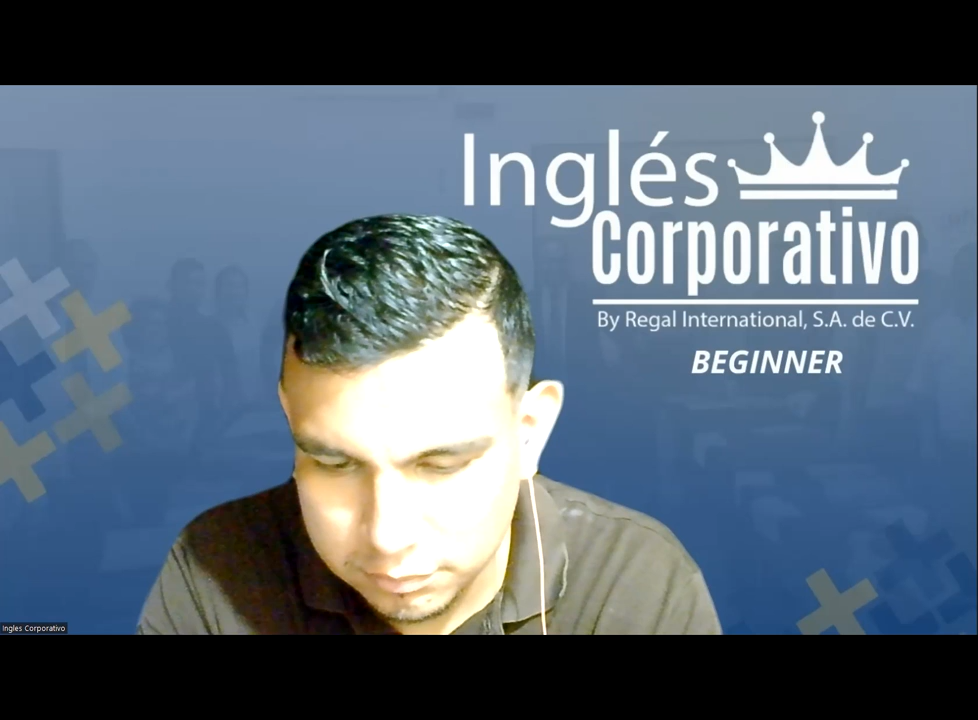 Inglés
Corporativo
By Regal International, S.A. de C.V.
BEGINNER
Ingles Corporativo